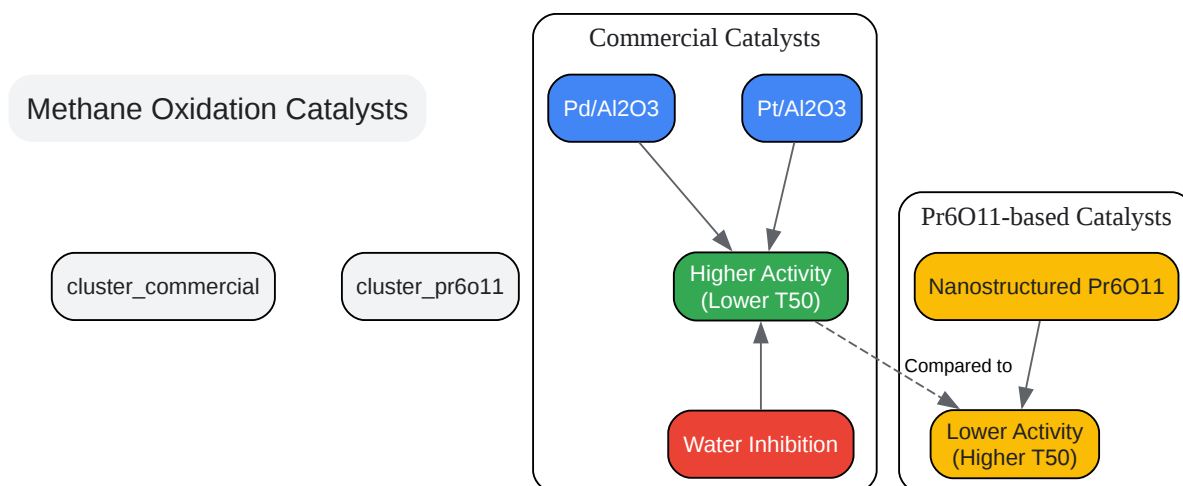 Commercial Catalysts
Methane Oxidation Catalysts
Pd/Al2O3
Pt/Al2O3
Pr6O11-based Catalysts
cluster_commercial
cluster_pr6o11
Higher Activity
(Lower T50)
Nanostructured Pr6O11
Compared to
Water Inhibition
Lower Activity
(Higher T50)